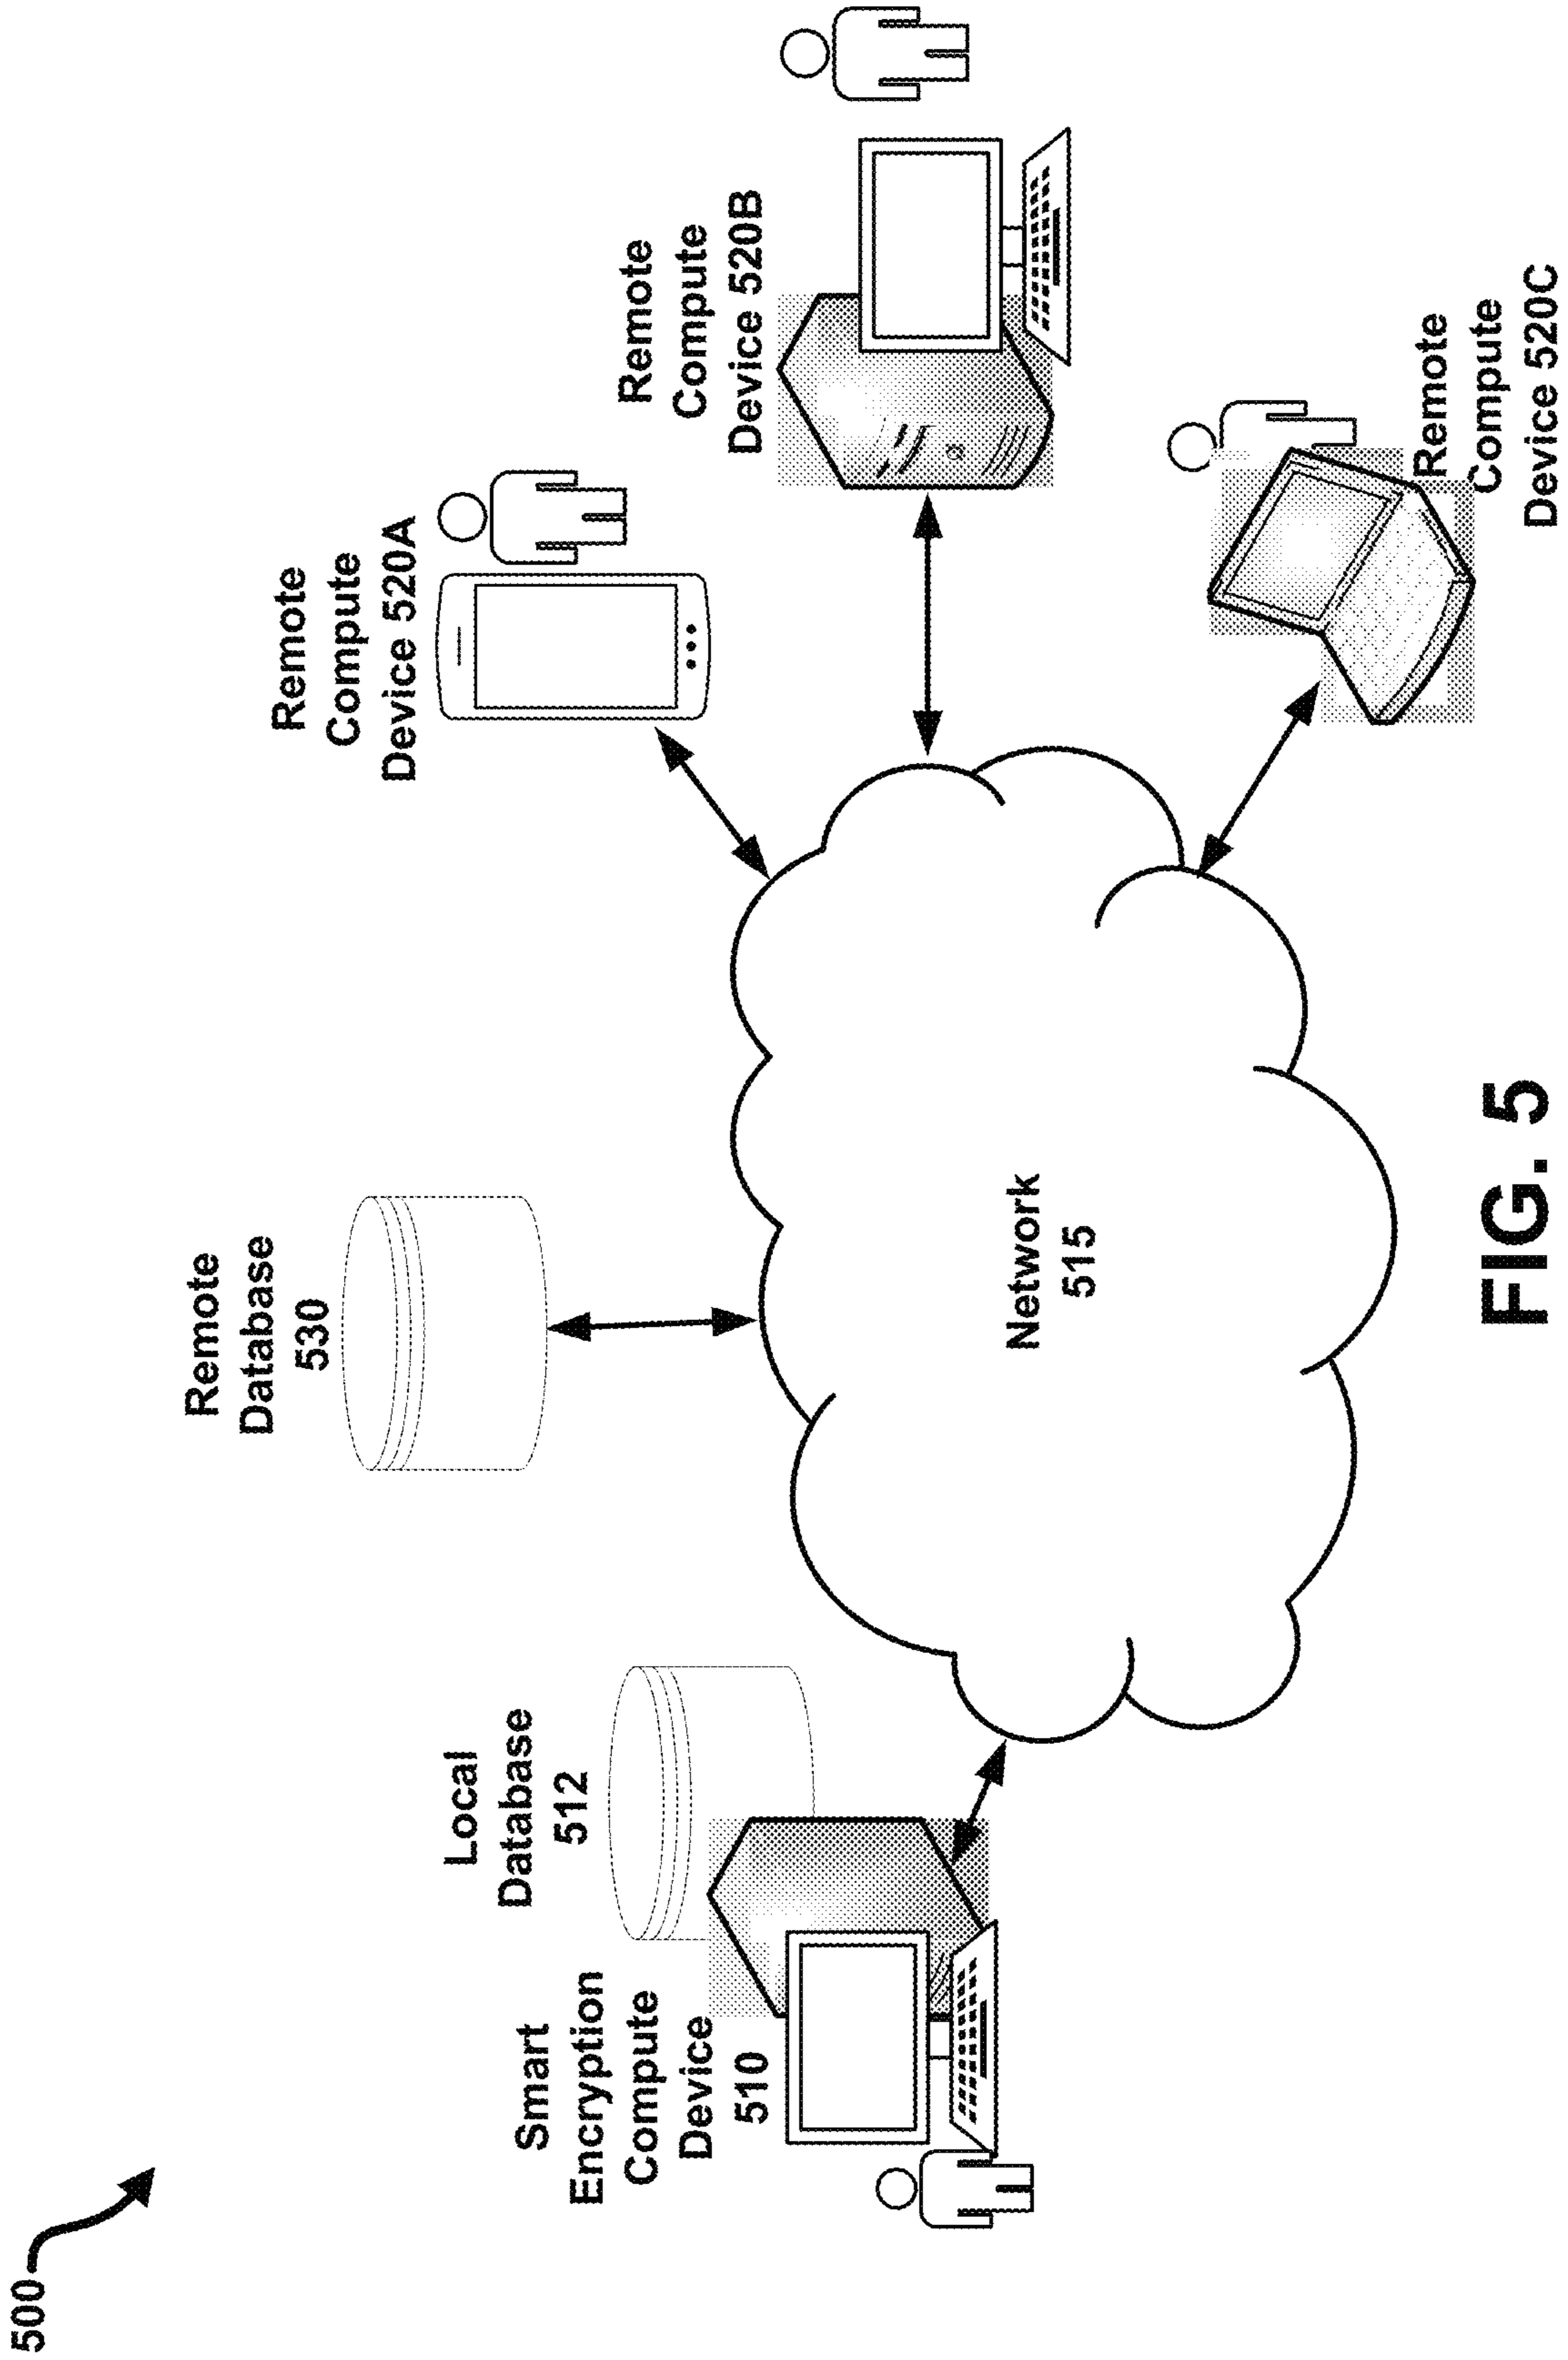 500
Smart
Encryption
Compute
Device
510
Local
Database
512
Remote
Database
530
Network
515
Remote
Compute
Device 520A
Remote
Compute
Device 520B
Remote
Compute
Device 520C
FIG. 5